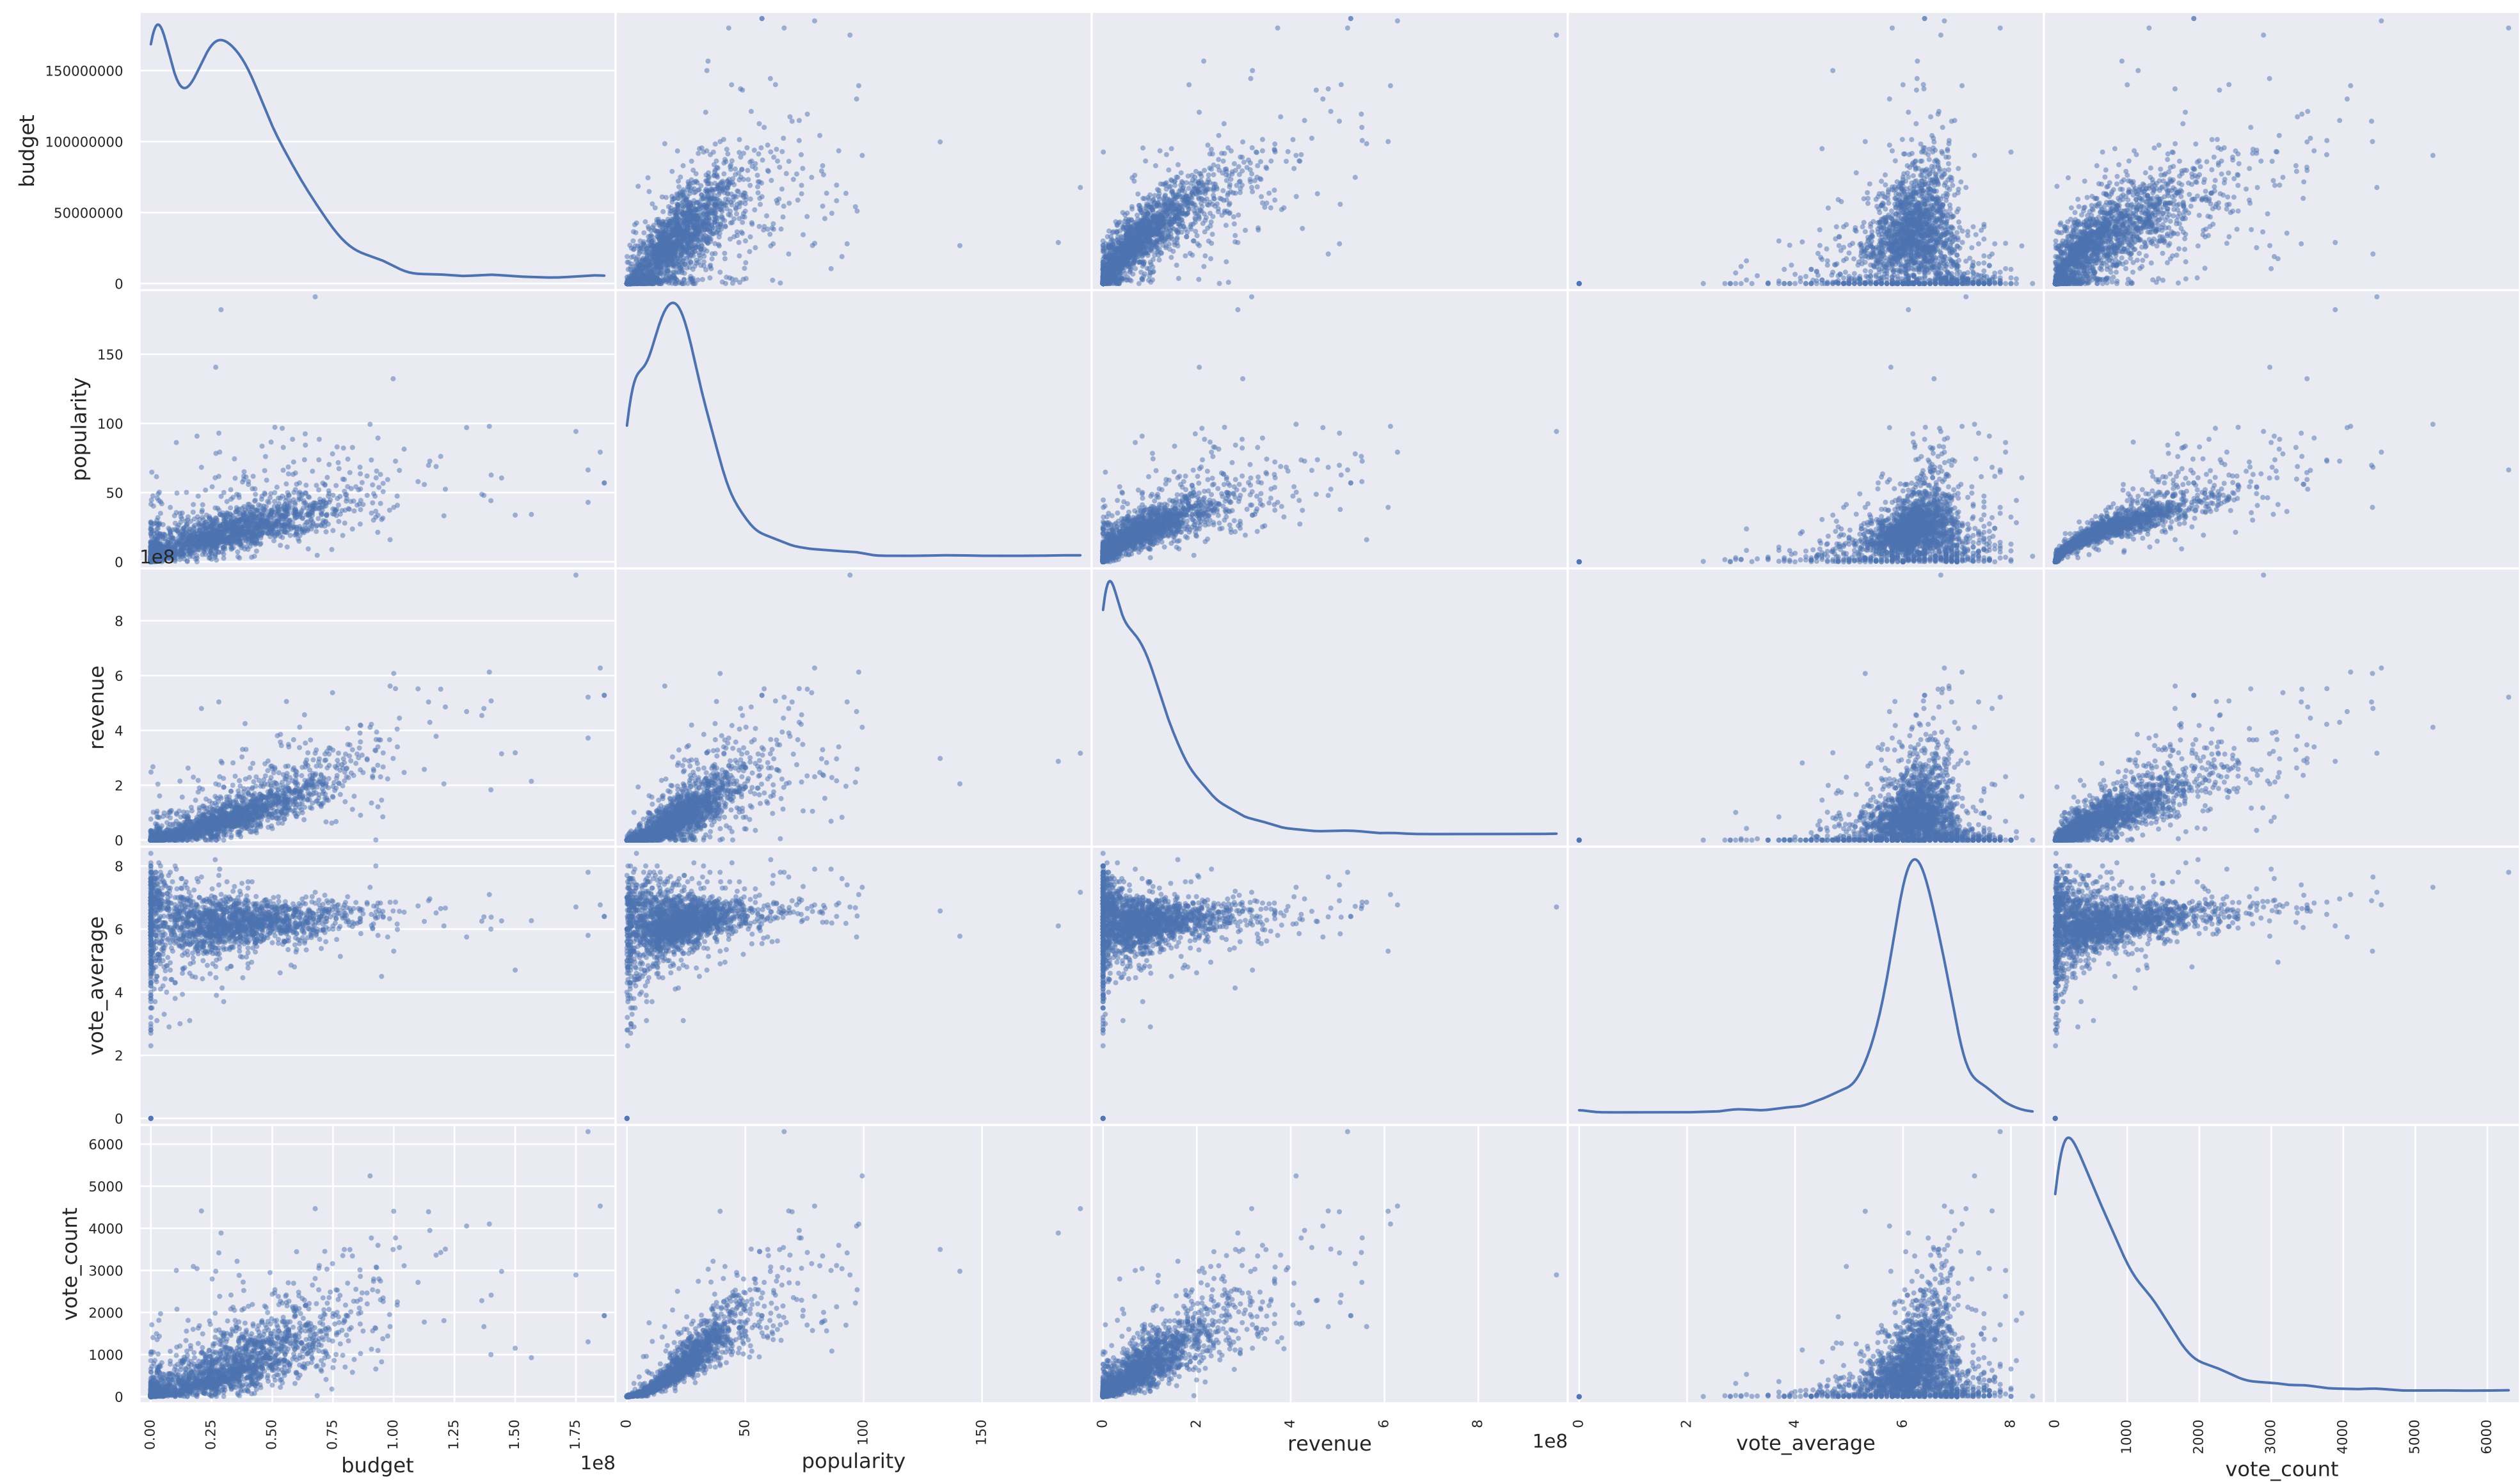 budget
150000000
100000000
50000000
0
popularity
150
100
50
0
1e8
revenue
8
6
4
2
0
vote_average
8
6
4
2
0
vote_count
6000
5000
4000
3000
2000
1000
0
0.00 0.25 0.50 0.75 1.00 1.25 1.50 1.75
0 50 100 150
0 2 4 6 8
0 2 4 6 8
0 1000 2000 3000 4000 5000 6000
budget 1e8
popularity
revenue 1e8
vote_average
vote_count